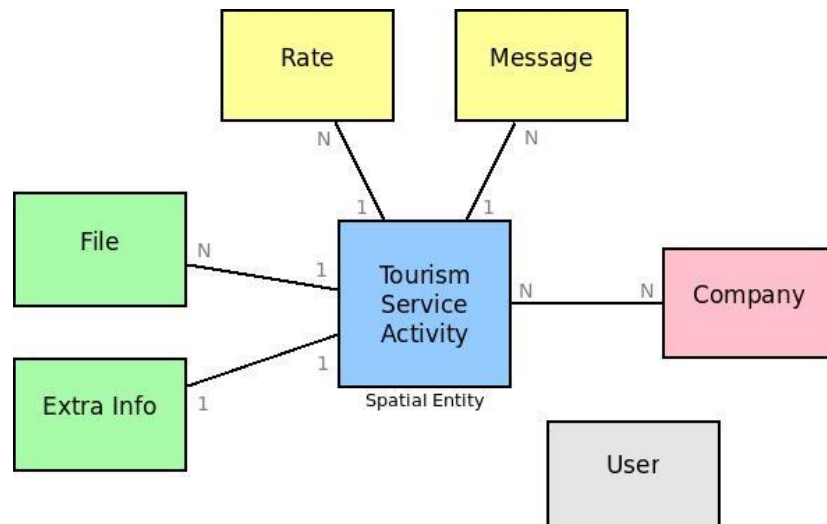 Rate
Message
N
N
1
1
File
N
1
Tourism
Service
Activity
N
N
Company
1
Extra Info
1
Spatial Entity
User